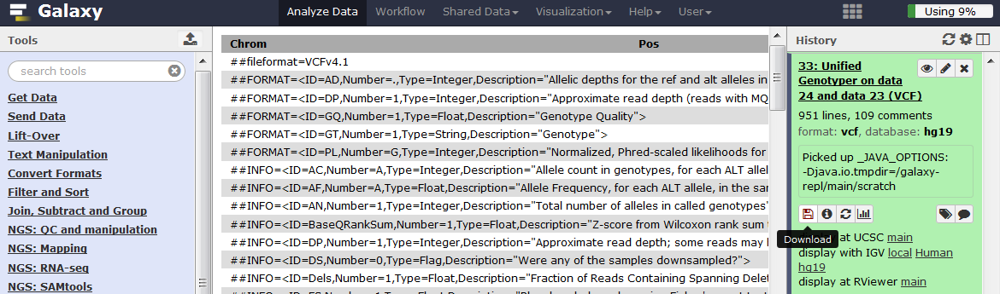 Galaxy
Analyze Data Workflow Shared Data Visualization Help User
Using 9%
Tools
search tools
Get Data
Send Data
Lift-Over
Text Manipulation
Convert Formats
Filter and Sort
Join, Subtract and Group
NGS: QC and manipulation
NGS: Mapping
NGS: RNA-seq
NGS: SAMtools
Chrom Pos
##fileformat=VCFv4.1
##FORMAT=<ID=AD,Number=.,Type=Integer,Description="Allelic depths for the ref and alt alleles in
##FORMAT=<ID=DP,Number=1,Type=Integer,Description="Approximate read depth (reads with MQ
##FORMAT=<ID=GQ,Number=1,Type=Float,Description="Genotype Quality">
##FORMAT=<ID=GT,Number=1,Type=String,Description="Genotype">
##FORMAT=<ID=PL,Number=G,Type=Integer,Description="Normalized, Phred-scaled likelihoods for
##INFO=<ID=AC,Number=A,Type=Integer,Description="Allele count in genotypes, for each ALT allel
##INFO=<ID=AF,Number=A,Type=Float,Description="Allele Frequency, for each ALT allele, in the sam
##INFO=<ID=AN,Number=1,Type=Integer,Description="Total number of alleles in called genotypes"
##INFO=<ID=BaseQRankSum,Number=1,Type=Float,Description="Z-score from Wilcoxon rank sum
##INFO=<ID=DP,Number=1,Type=Integer,Description="Approximate read depth; some reads may
##INFO=<ID=DS,Number=0,Type=Flag,Description="Were any of the samples downsampled?">
##INFO=<ID=Dels,Number=1,Type=Float,Description="Fraction of Reads Containing Spanning Delet
History
33: Unified
Genotyper on data
24 and data 23 (VCF)
951 lines, 109 comments
format: vcf, database: hg19
Picked up _JAVA_OPTIONS:
-Djava.io.tmpdir=/galaxy-
repl/main/scratch
Download
at UCSC main
display with IGV local Human
hg19
display at RViewer main